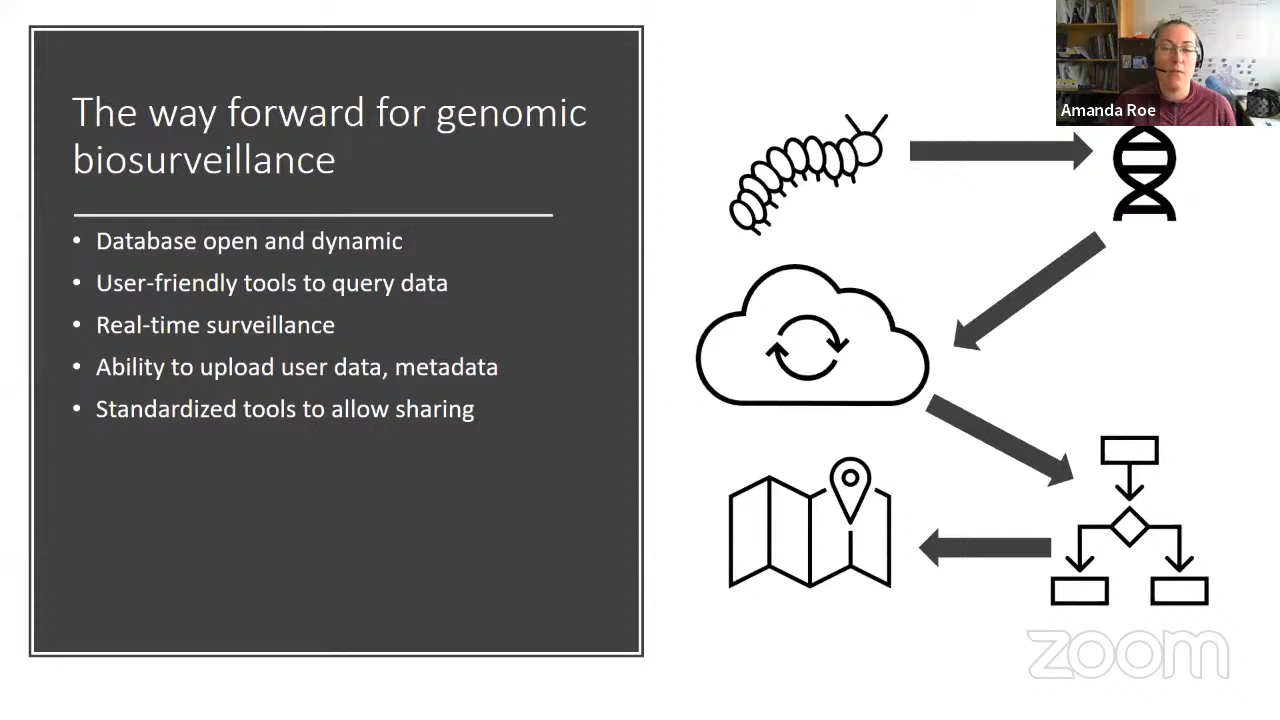 The way forward for genomic
biosurveillance
• Database open and dynamic
• User-friendly tools to query data
• Real-time surveillance
• Ability to upload user data, metadata
• Standardized tools to allow sharing
Amanda Roe
zoom